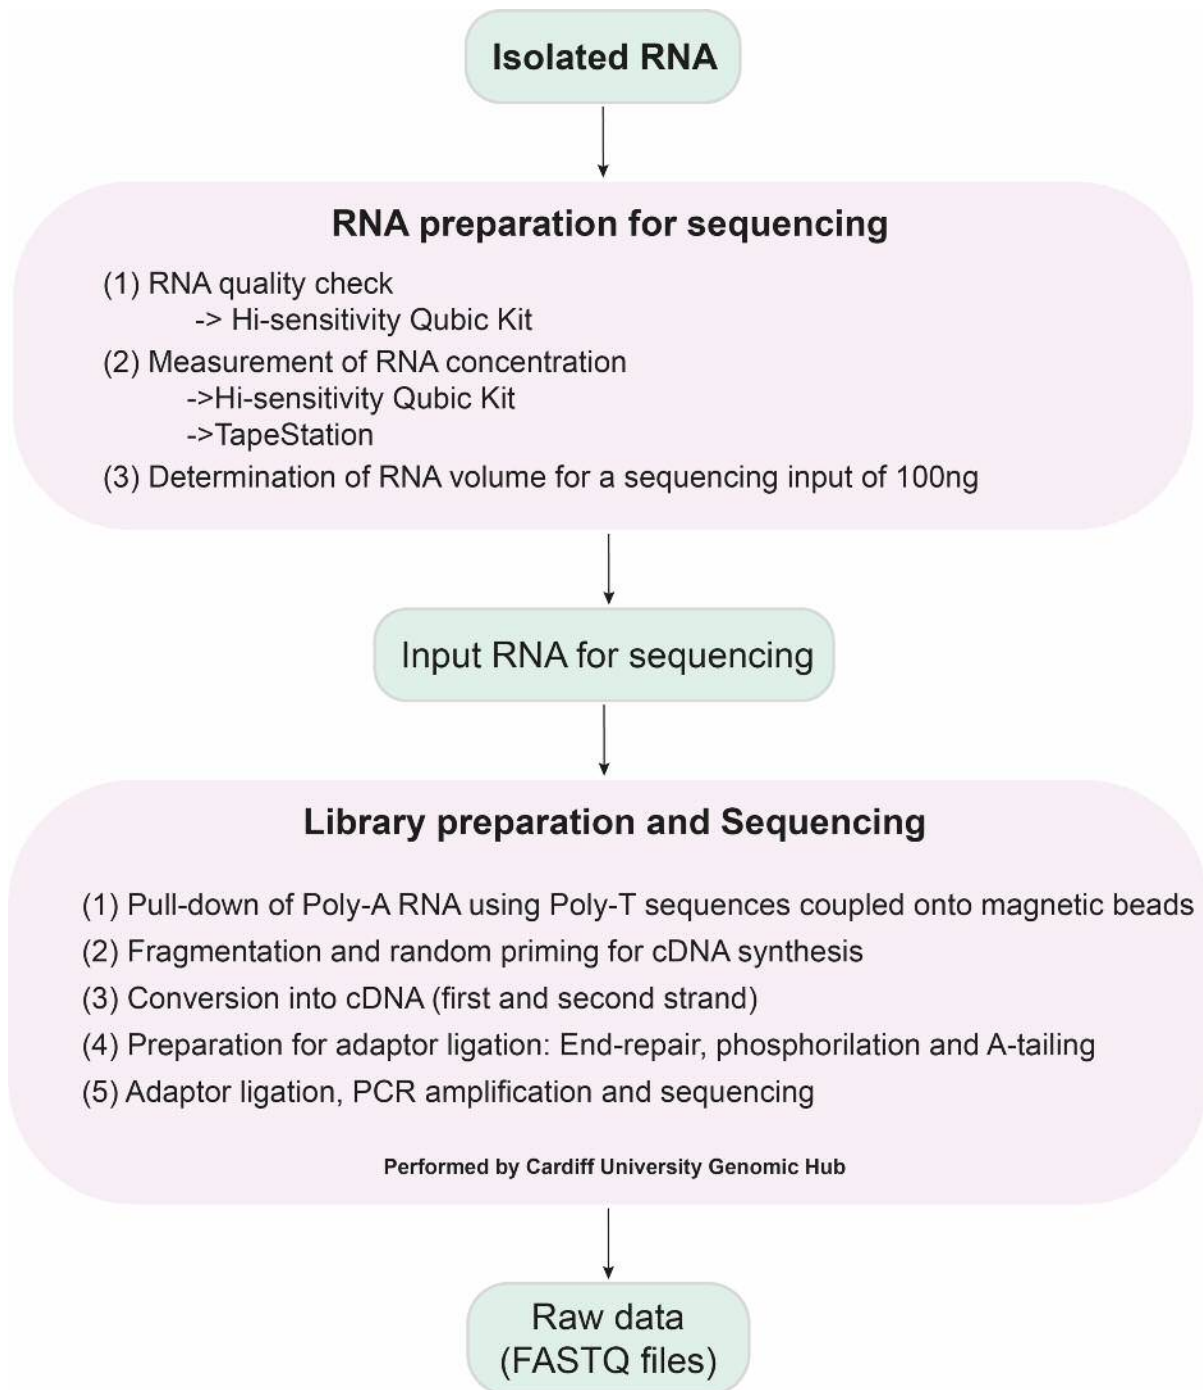 Isolated RNA
RNA preparation for sequencing
(1) RNA quality check
-> Hi-sensitivity Qubic Kit
(2) Measurement of RNA concentration
->Hi-sensitivity Qubic Kit
->TapeStation
(3) Determination of RNA volume for a sequencing input of 100ng
Input RNA for sequencing
Library preparation and Sequencing
(1) Pull-down of Poly-A RNA using Poly-T sequences coupled onto magnetic beads
(2) Fragmentation and random priming for cDNA synthesis
(3) Conversion into cDNA (first and second strand)
(4) Preparation for adaptor ligation: End-repair, phosphorilation and A-tailing
(5) Adaptor ligation, PCR amplification and sequencing
Performed by Cardiff University Genomic Hub
Raw data
(FASTQ files)